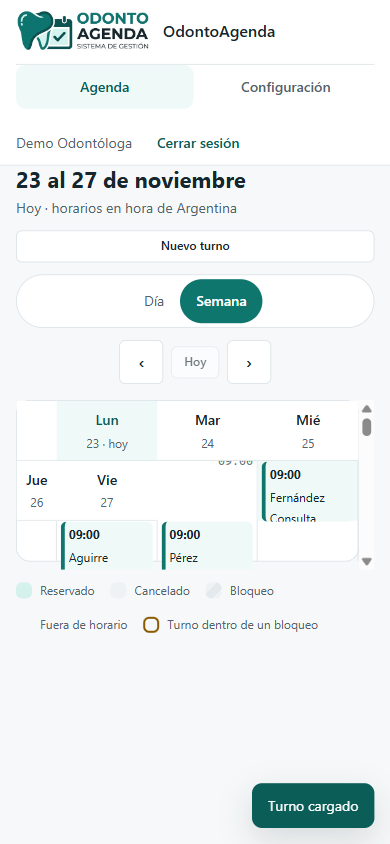 ODONTO
AGENDA
SISTEMA DE GESTIÓN
OdontoAgenda
Agenda
Configuración
Demo Odontóloga
Cerrar sesión
23 al 27 de noviembre
Hoy · horarios en hora de Argentina
Nuevo turno
Día
Semana
‹
Hoy
›
Lun
23 · hoy
Mar
24
Mié
25
Jue
26
Vie
27
09:00
09:00
Fernández
Consulta
09:00
Aguirre
09:00
Pérez
Reservado
Cancelado
Bloqueo
Fuera de horario
Turno dentro de un bloqueo
Turno cargado